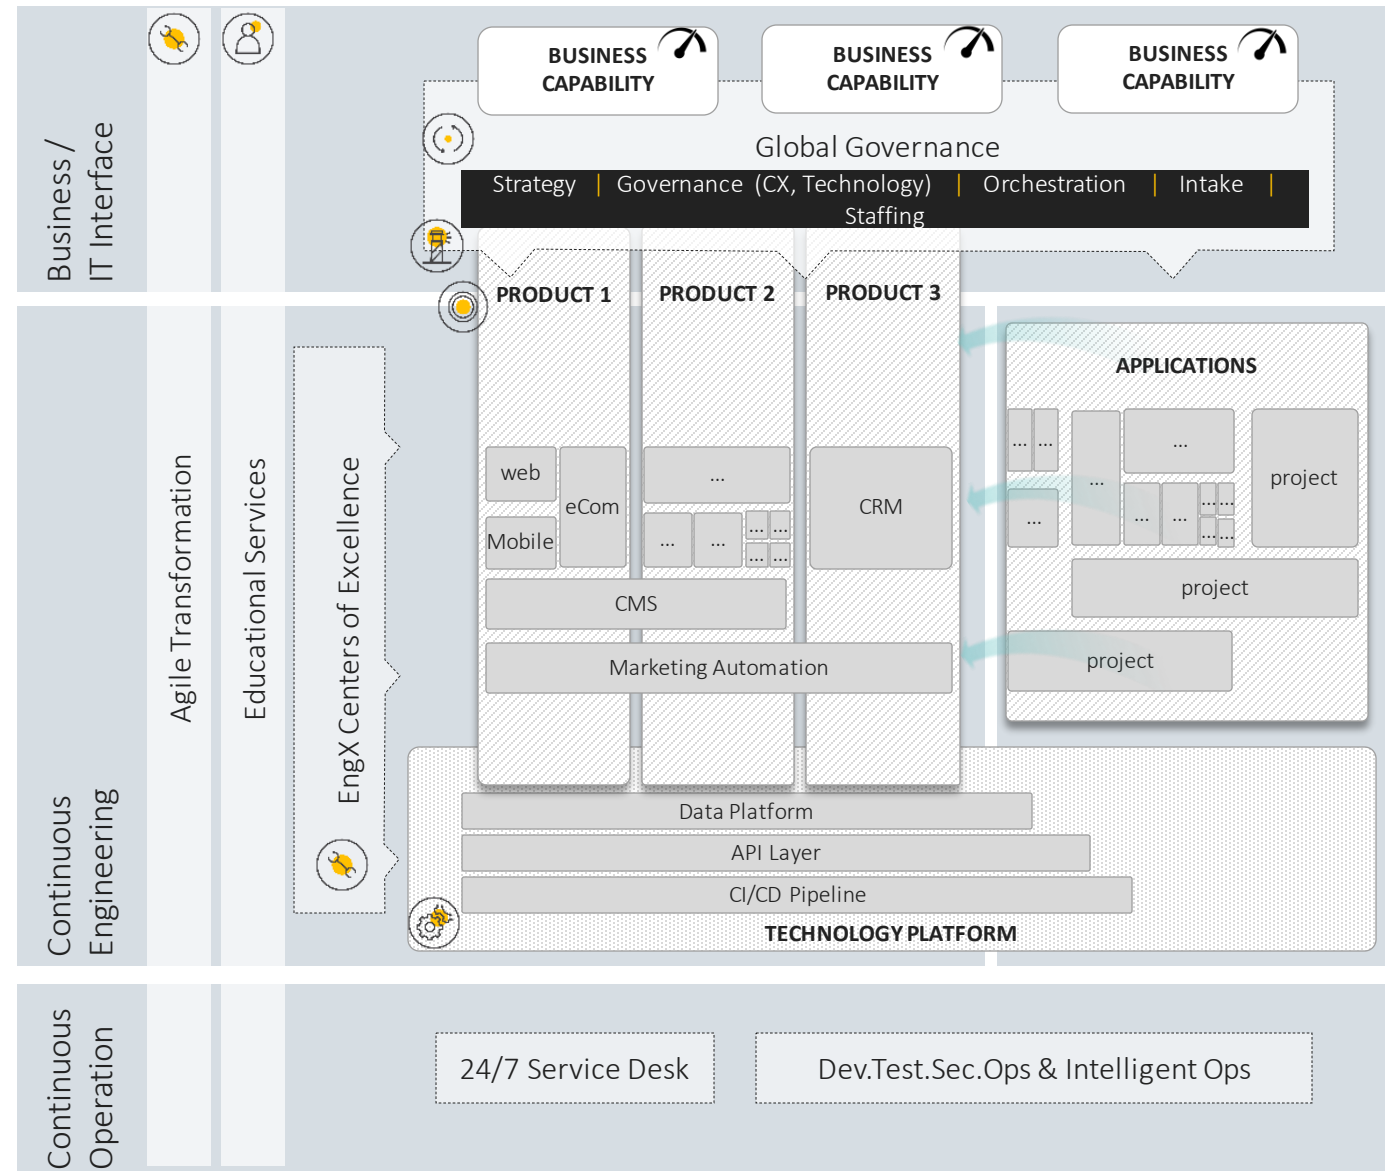 BUSINESS
CAPABILITY
BUSINESS
CAPABILITY
BUSINESS
CAPABILITY
Business /
IT Interface
Global Governance
Strategy | Governance (CX, Technology) | Orchestration | Intake |
Staffing
PRODUCT 1
PRODUCT 2
PRODUCT 3
Continuous
Engineering
Agile Transformation
Educational Services
EngX Centers of Excellence
web
eCom
Mobile
...
...
...
...
...
...
...
CRM
CMS
Marketing Automation
APPLICATIONS
...
...
...
...
...
...
...
...
...
...
...
project
project
project
Data Platform
API Layer
CI/CD Pipeline
TECHNOLOGY PLATFORM
Continuous
Operation
24/7 Service Desk
Dev.Test.Sec.Ops & Intelligent Ops